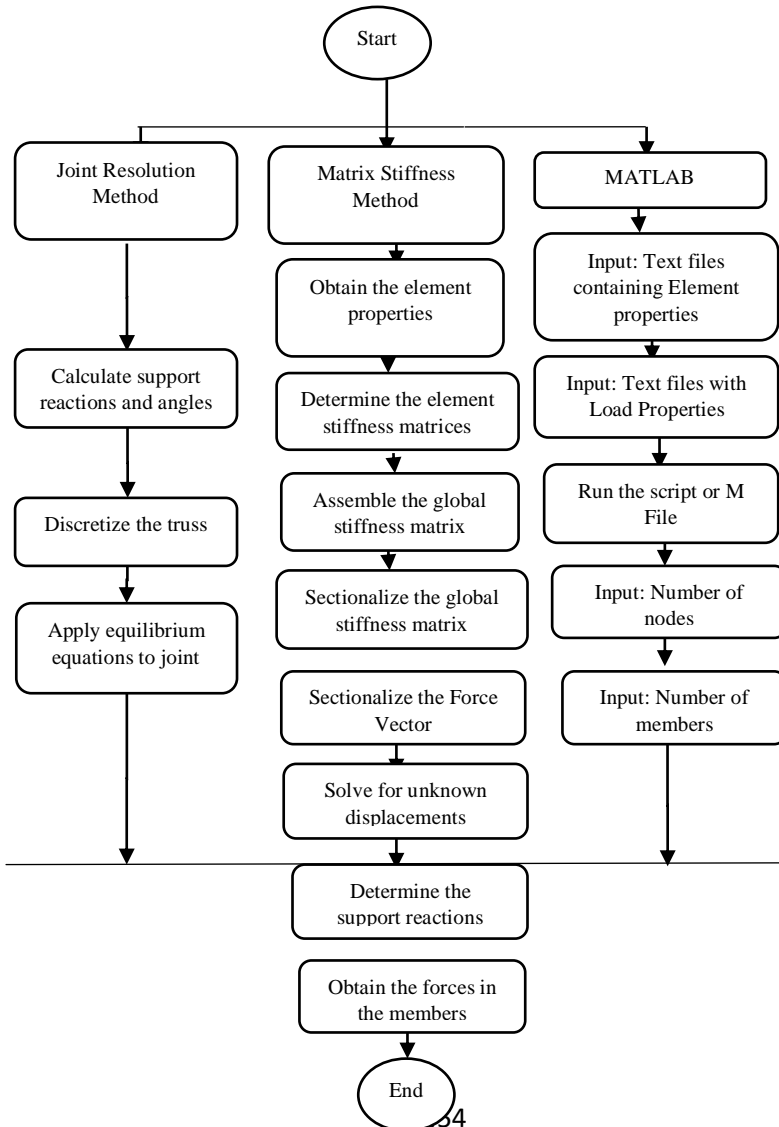 Start
Joint Resolution
Method
Calculate support
reactions and angles
Discretize the truss
Apply equilibrium
equations to joint
Matrix Stiffness
Method
Obtain the element
properties
Determine the element
stiffness matrices
Assemble the global
stiffness matrix
Sectionalize the global
stiffness matrix
Sectionalize the Force
Vector
Solve for unknown
displacements
MATLAB
Input: Text files
containing Element
properties
Input: Text files with
Load Properties
Run the script or M
File
Input: Number of
nodes
Input: Number of
members
Determine the
support reactions
Obtain the forces in
the members
End